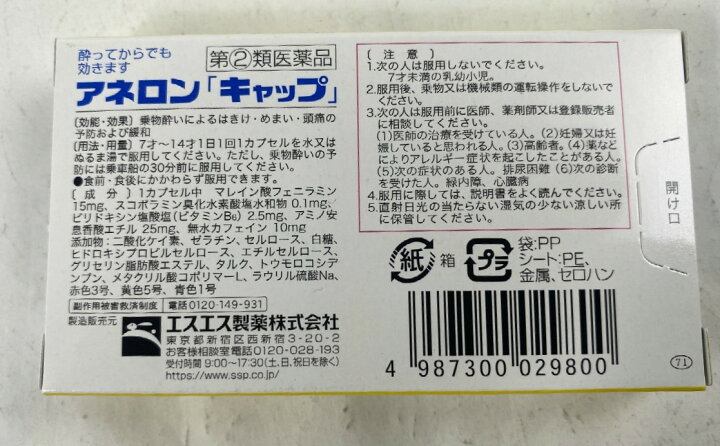 酔ってからでも
効きます
指定②類医薬品
アネロン「キャップ」
〔効能・効果〕乗物酔いによるはきけ・めまい・頭痛の
予防および緩和
〔用法・用量〕7才〜14才1日1回1カプセルを水又は
ぬるま湯で服用してください。ただし、乗物酔いの予
防には乗車船の30分前に服用してください。
●食前・食後にかかわらず服用できます。
〔成分〕1カプセル中 マレイン酸フェニラミン
15mg、スコポラミン臭化水素酸塩水和物 0.1mg、ピ
リドキシン塩酸塩(ビタミンB6) 2.5mg、アミノ安
息香酸エチル 25mg、無水カフェイン 10mg
添加物:二酸化ケイ素、ゼラチン、セルロース、白糖、
ヒドロキシプロピルセルロース、エチルセルロース、
グリセリン脂肪酸エステル、タルク、トウモロコシデ
ンプン、メタクリル酸コポリマーL、ラウリル硫酸Na、
赤色3号、黄色5号、青色1号
副作用被害救済制度 電話0120-149-931
製造販売元 エスエス製薬株式会社
東京都新宿区西新宿3-20-2
お客様相談室電話0120-028-193
受付時間 9:00〜17:30(土、日、祝日を除く)
https://www.ssp.co.jp/
〔注意〕
1.次の人は服用しないでください。
7才未満の乳幼小児。
2.服用後、乗物又は機械類の運転操作をしないで
ください。
3.次の人は服用前に医師、薬剤師又は登録販売者
に相談してください。
(1)医師の治療を受けている人。(2)妊婦又は妊
娠していると思われる人。(3)高齢者。(4)薬など
によりアレルギー症状を起こしたことがある人。
(5)次の症状のある人。排尿困難 (6)次の診断
を受けた人。緑内障、心臓病
4.服用に際しては、説明書をよく読んでください。
5.直射日光の当たらない湿気の少ない涼しい所
に保管してください。
開け口
紙 箱
プラ
袋:PP
シート:PE、
金属、セロハン
4 987300 029800
71